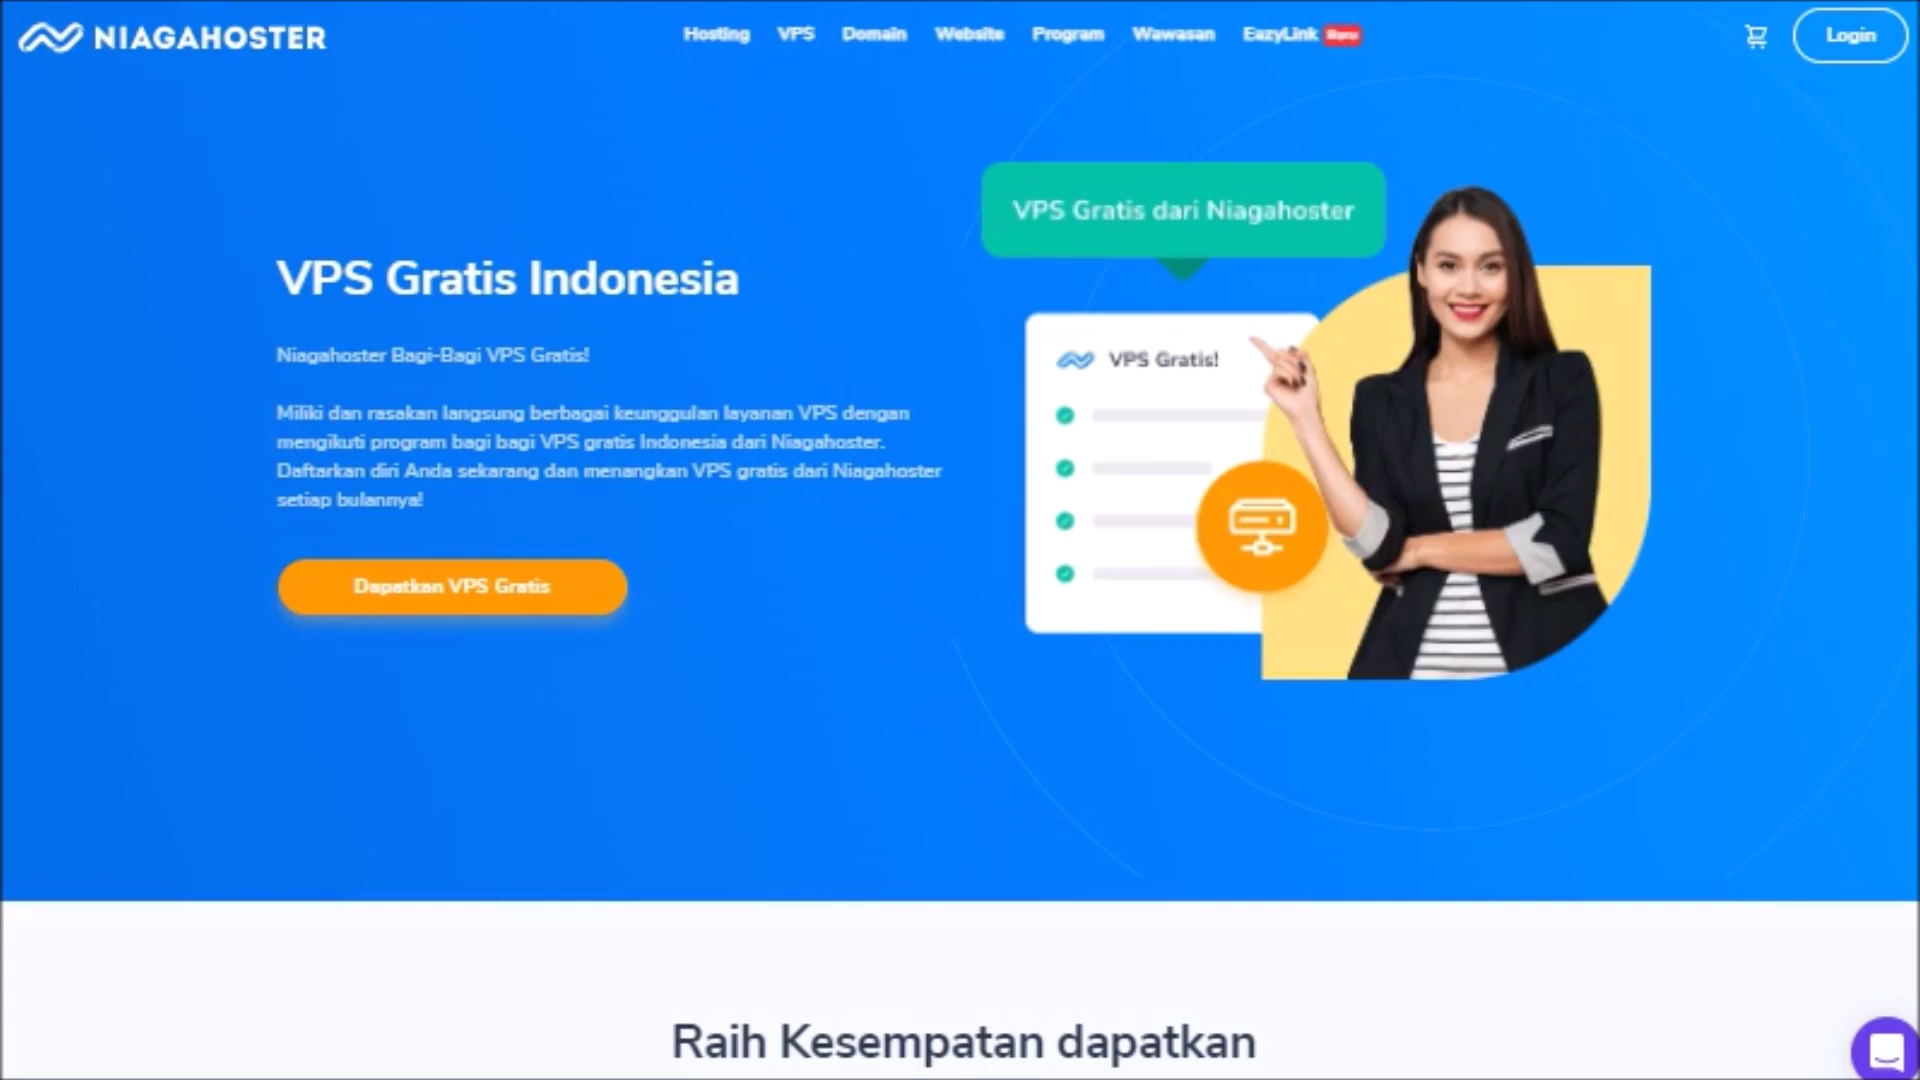 NIAGAHOSTER
Hosting VPS Domain Website Program Wawasan EazyLink Baru
Login
VPS Gratis dari Niagahoster
VPS Gratis Indonesia
Niagahoster Bagi-Bagi VPS Gratis!
VPS Gratis!
Miliki dan rasakan langsung berbagai keunggulan layanan VPS dengan
mengikuti program bagi bagi VPS gratis Indonesia dari Niagahoster.
Daftarkan diri Anda sekarang dan menangkan VPS gratis dari Niagahoster
setiap bulannya!
Dapatkan VPS Gratis
Raih Kesempatan dapatkan